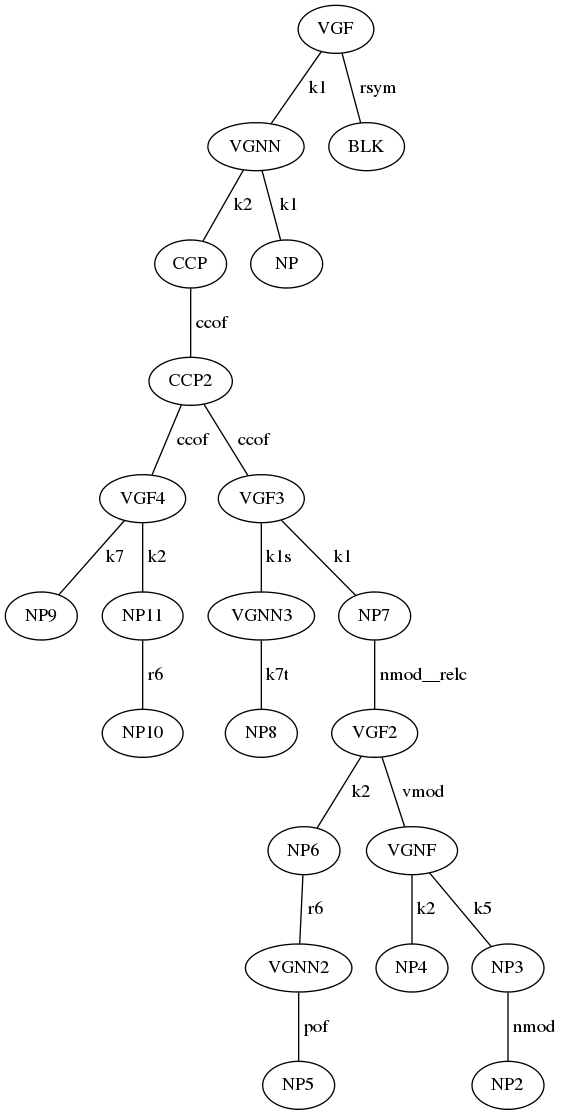 VGF
k1 rsym
VGNN BLK
k2 k1
CCP NP
ccof
CCP2
ccof ccof
VGF4 VGF3
k7 k2 k1s k1
NP9 NP11 VGNN3 NP7
r6 k7t nmod__relc
NP10 NP8 VGF2
k2 vmod
NP6 VGNF
r6 k2 k5
VGNN2 NP4 NP3
pof nmod
NP5 NP2